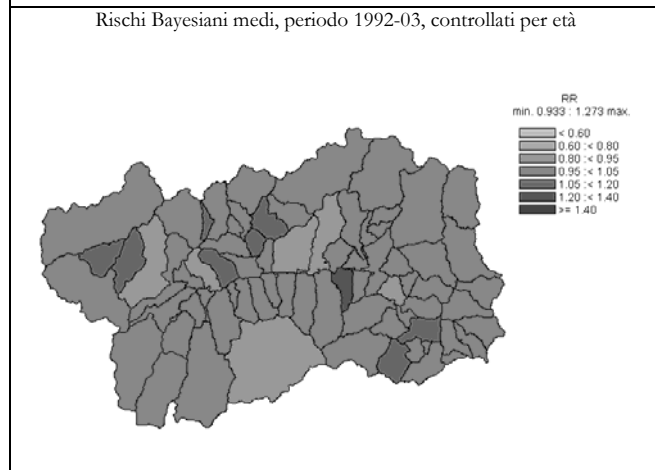 Rischi Bayesiani medi, periodo 1992-03, controllati per età
RR
min. 0.933 : 1.273 max.
< 0.60
0.60 :< 0.80
0.80 :< 0.95
0.95 :< 1.05
1.05 :< 1.20
1.20 :< 1.40
>= 1.40